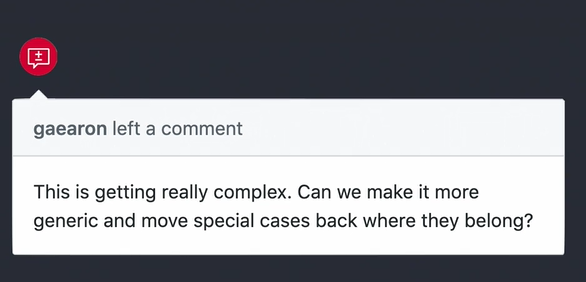 gaearon left a comment
This is getting really complex. Can we make it more
generic and move special cases back where they belong?